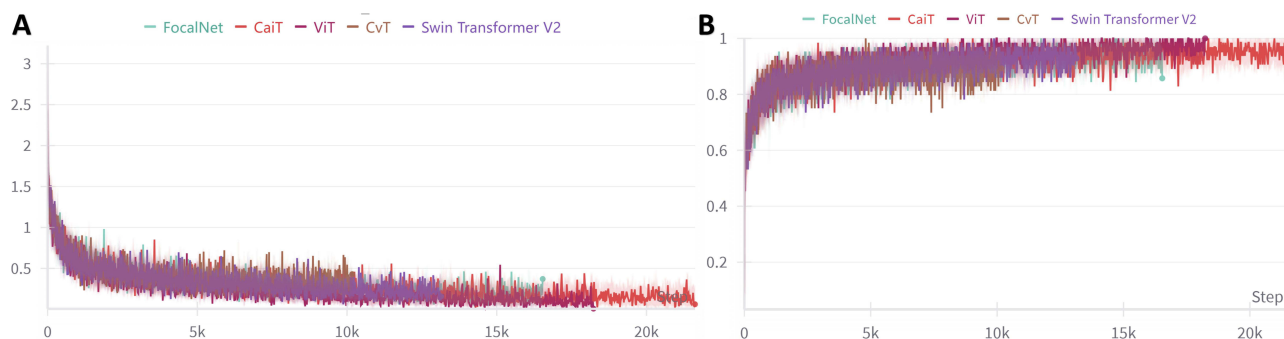 A
FocalNet CaiT ViT CvT Swin Transformer V2
3
2.5
2
1.5
1
0.5
0 5k 10k 15k 20k
B
FocalNet CaiT ViT CvT Swin Transformer V2
1
0.8
0.6
0.4
0.2
Step
0 5k 10k 15k 20k